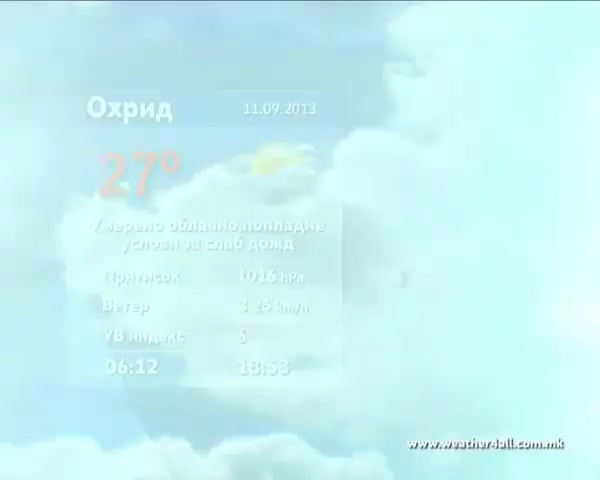 Охрид 11.09.2013
27°
Умерено облачно,попладне
услови за слаб дожд
Притисок 1016 hPa
Ветер З 25 km/h
УВ индекс 6
06:12 18:53
www.weather4all.com.mk